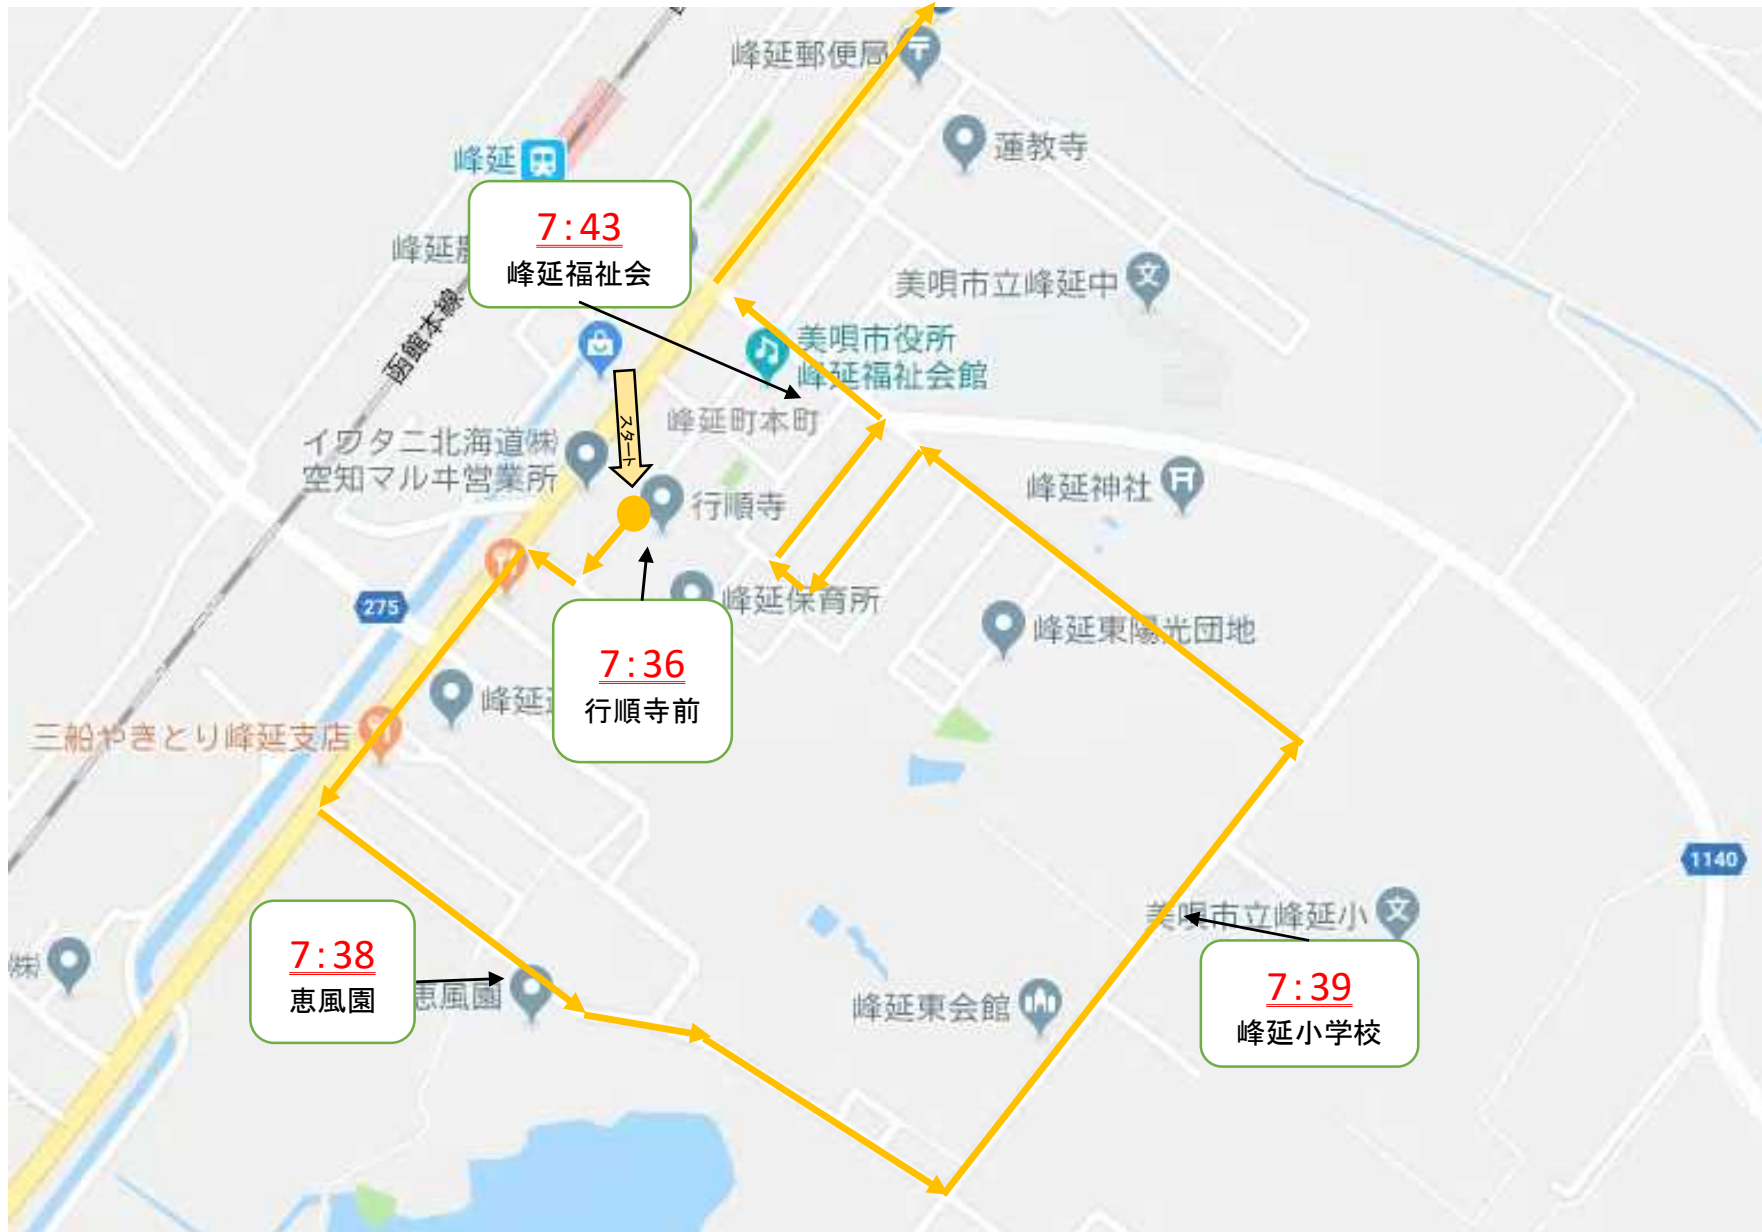 峰延郵便局
蓮教寺
峰延
7:43
峰延福祉会
峰延農
美唄市立峰延中
函館本線
美唄市役所
峰延福祉会館
峰延町本町
スタート
イワタニ北海道㈱
空知マルヰ営業所
行順寺
峰延神社
275
峰延保育所
峰延東陽光団地
7:36
行順寺前
峰延
三船やきとり峰延支店
1140
美唄市立峰延小
7:38
恵風園
恵風園
㈱
峰延東会館
7:39
峰延小学校